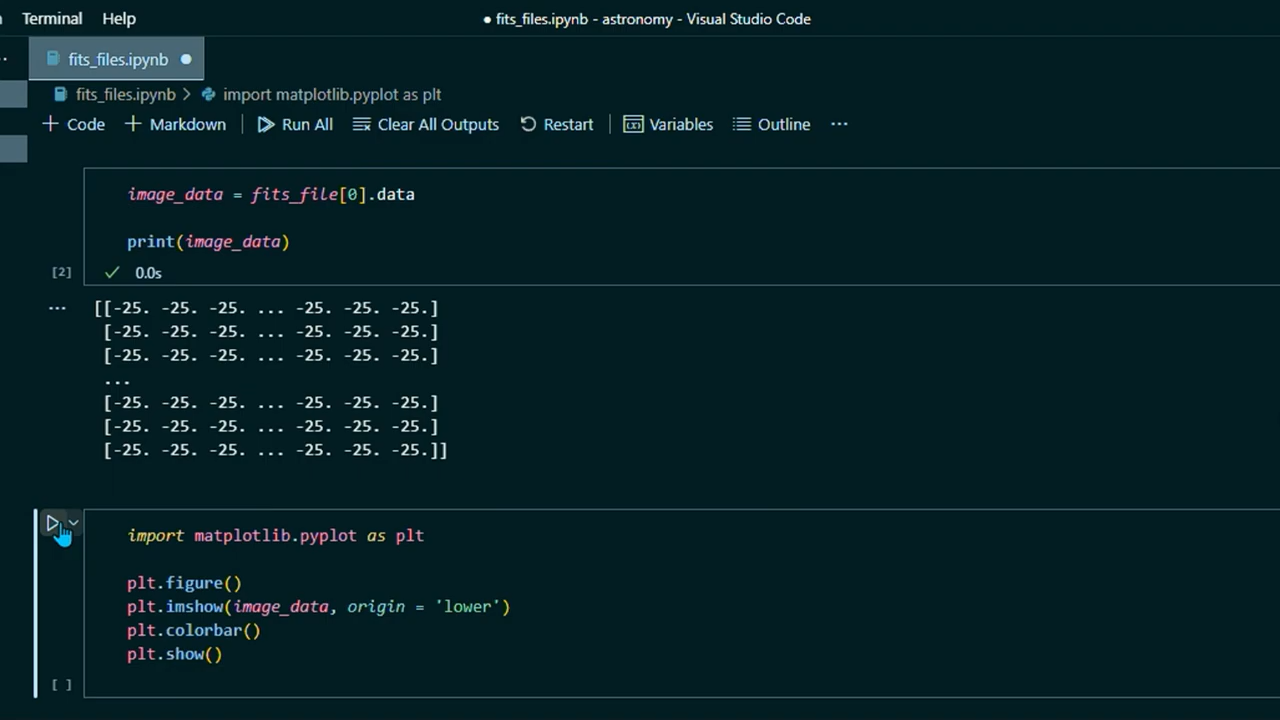 Terminal Help
● fits_files.ipynb - astronomy - Visual Studio Code
fits_files.ipynb ●
fits_files.ipynb > import matplotlib.pyplot as plt
+ Code + Markdown Run All Clear All Outputs Restart Variables Outline ...
image_data = fits_file[0].data
print(image_data)
[2] ✓ 0.0s
... [[-25. -25. -25. ... -25. -25. -25.]
[-25. -25. -25. ... -25. -25. -25.]
[-25. -25. -25. ... -25. -25. -25.]
...
[-25. -25. -25. ... -25. -25. -25.]
[-25. -25. -25. ... -25. -25. -25.]
[-25. -25. -25. ... -25. -25. -25.]]
import matplotlib.pyplot as plt
plt.figure()
plt.imshow(image_data, origin = 'lower')
plt.colorbar()
plt.show()
[ ]